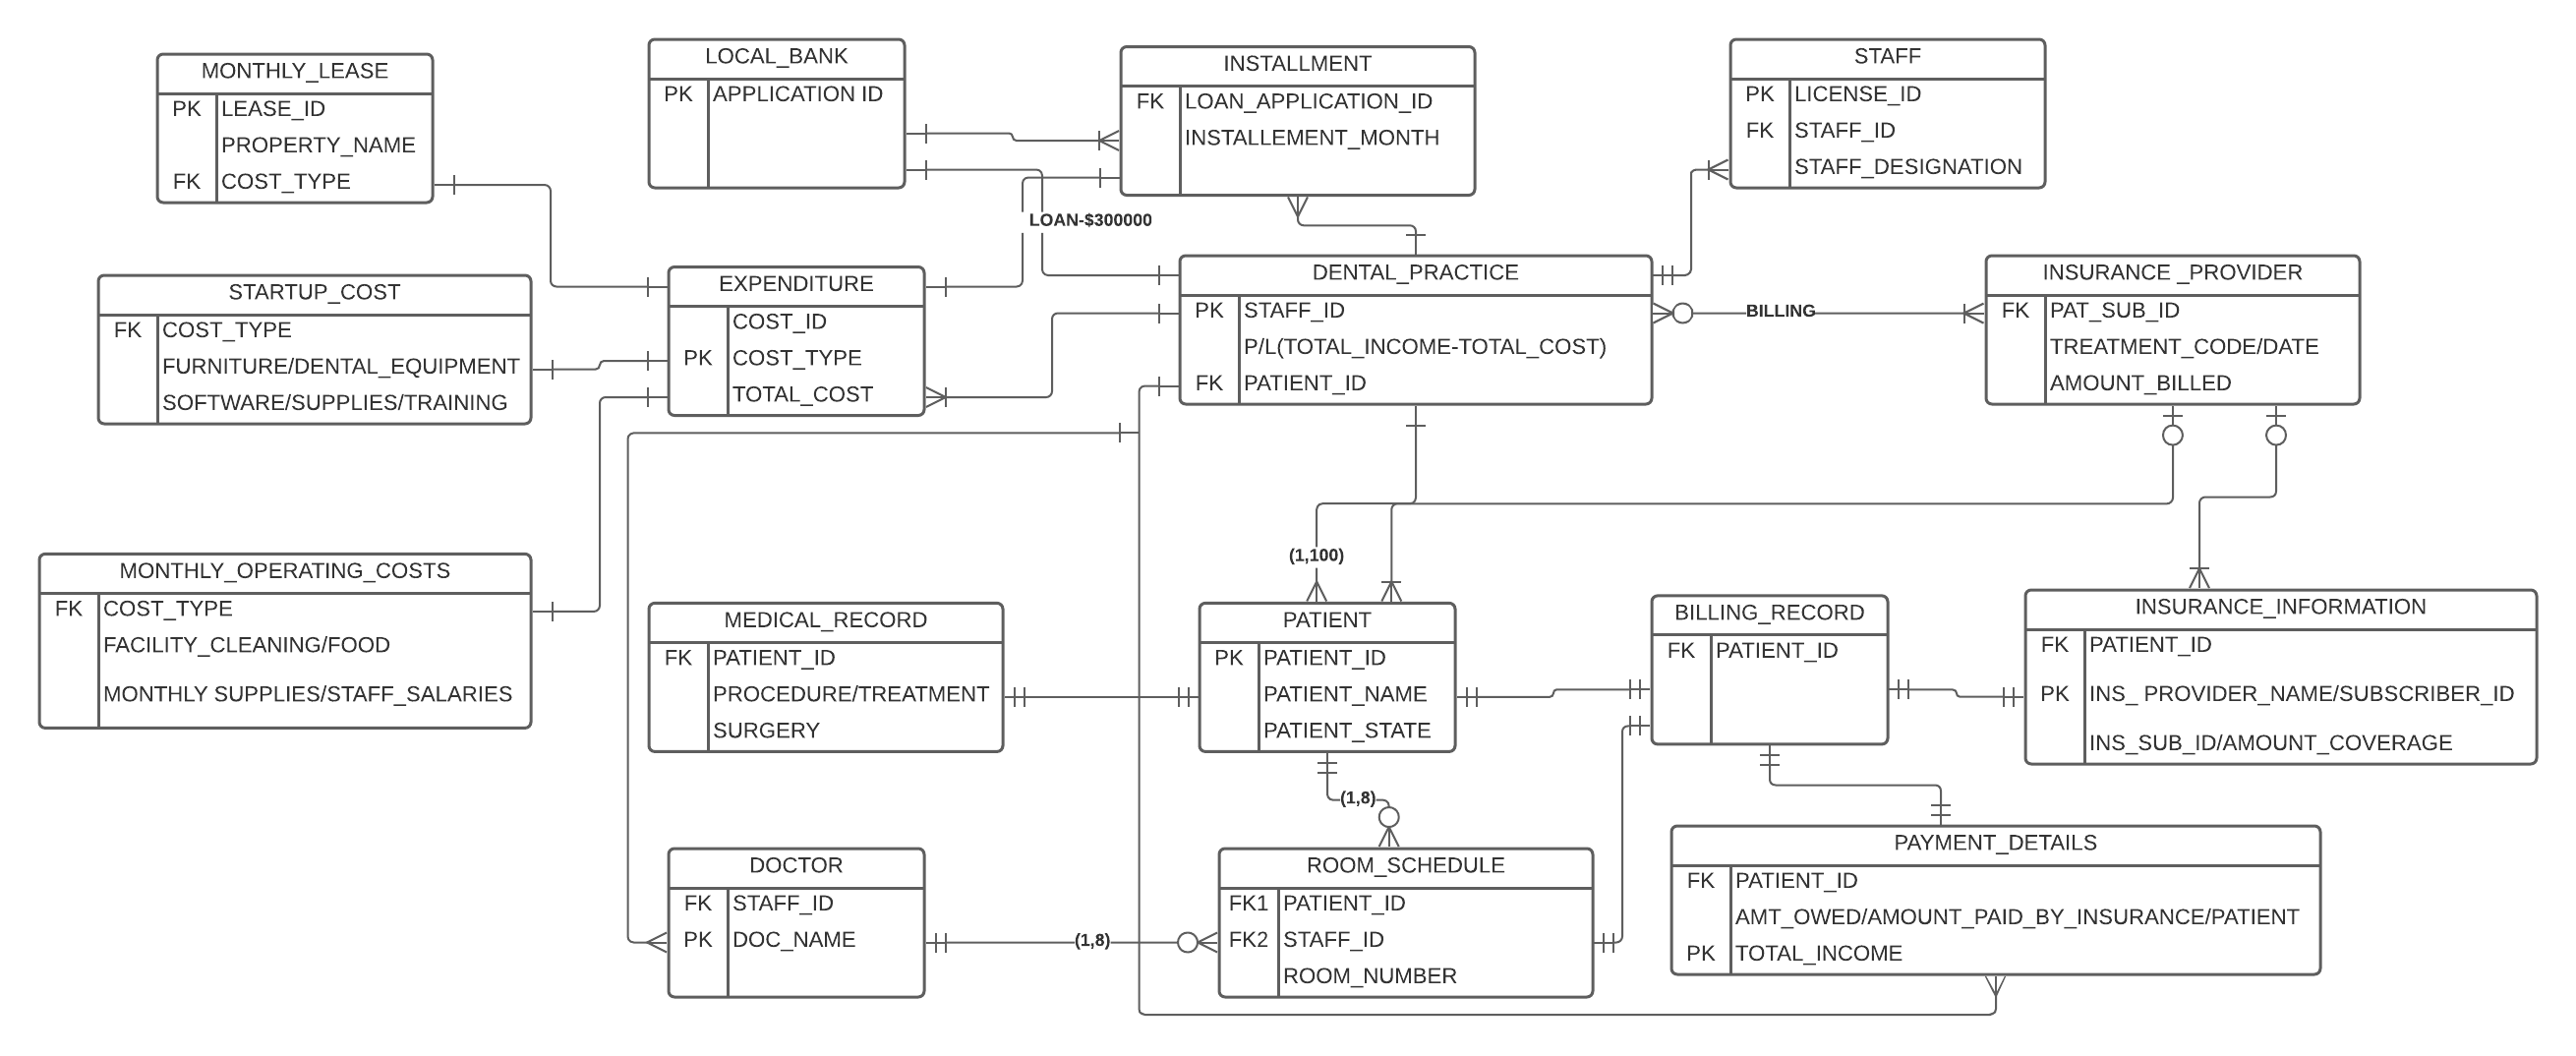 MONTHLY_LEASE
PK LEASE_ID
PROPERTY_NAME
FK COST_TYPE
LOCAL_BANK
PK APPLICATION ID
INSTALLMENT
FK LOAN_APPLICATION_ID
INSTALLEMENT_MONTH
STAFF
PK LICENSE_ID
FK STAFF_ID
STAFF_DESIGNATION
LOAN-$300000
STARTUP_COST
FK COST_TYPE
FURNITURE/DENTAL_EQUIPMENT
SOFTWARE/SUPPLIES/TRAINING
EXPENDITURE
COST_ID
PK COST_TYPE
TOTAL_COST
DENTAL_PRACTICE
PK STAFF_ID
P/L(TOTAL_INCOME-TOTAL_COST)
FK PATIENT_ID
BILLING
INSURANCE _PROVIDER
FK PAT_SUB_ID
TREATMENT_CODE/DATE
AMOUNT_BILLED
(1,100)
MONTHLY_OPERATING_COSTS
FK COST_TYPE
FACILITY_CLEANING/FOOD
MONTHLY SUPPLIES/STAFF_SALARIES
MEDICAL_RECORD
FK PATIENT_ID
PROCEDURE/TREATMENT
SURGERY
PATIENT
PK PATIENT_ID
PATIENT_NAME
PATIENT_STATE
BILLING_RECORD
FK PATIENT_ID
INSURANCE_INFORMATION
FK PATIENT_ID
PK INS_ PROVIDER_NAME/SUBSCRIBER_ID
INS_SUB_ID/AMOUNT_COVERAGE
(1,8)
DOCTOR
FK STAFF_ID
PK DOC_NAME
(1,8)
ROOM_SCHEDULE
FK1 PATIENT_ID
FK2 STAFF_ID
ROOM_NUMBER
PAYMENT_DETAILS
FK PATIENT_ID
AMT_OWED/AMOUNT_PAID_BY_INSURANCE/PATIENT
PK TOTAL_INCOME